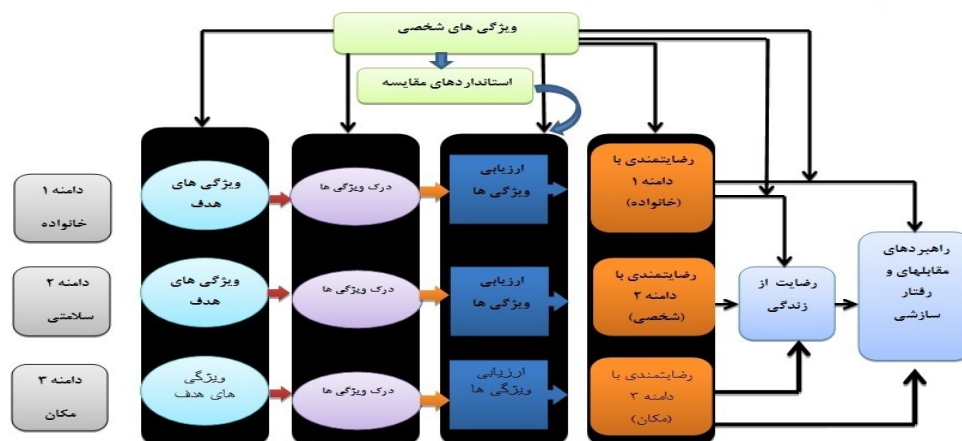 ویژگی های شخصی
استانداردهای مقایسه
دامنه ۱
خانواده
ویژگی های
هدف
درک ویژگی ها
ارزیابی
ویژگی ها
رضایتمندی با
دامنه 1
(خانواده)
دامنه ۲
سلامتی
ویژگی های
هدف
درک ویژگی ها
ارزیابی
ویژگی ها
رضایتمندی با
دامنه ۲
(شخصی)
رضایت از
زندگی
راهبردهای
مقابلهای و
رفتار
سازشی
دامنه ۳
مکان
ویژگی
های هدف
درک ویژگی ها
ارزیابی
ویژگی ها
رضایتمندی با
دامنه ۳
(مکان)